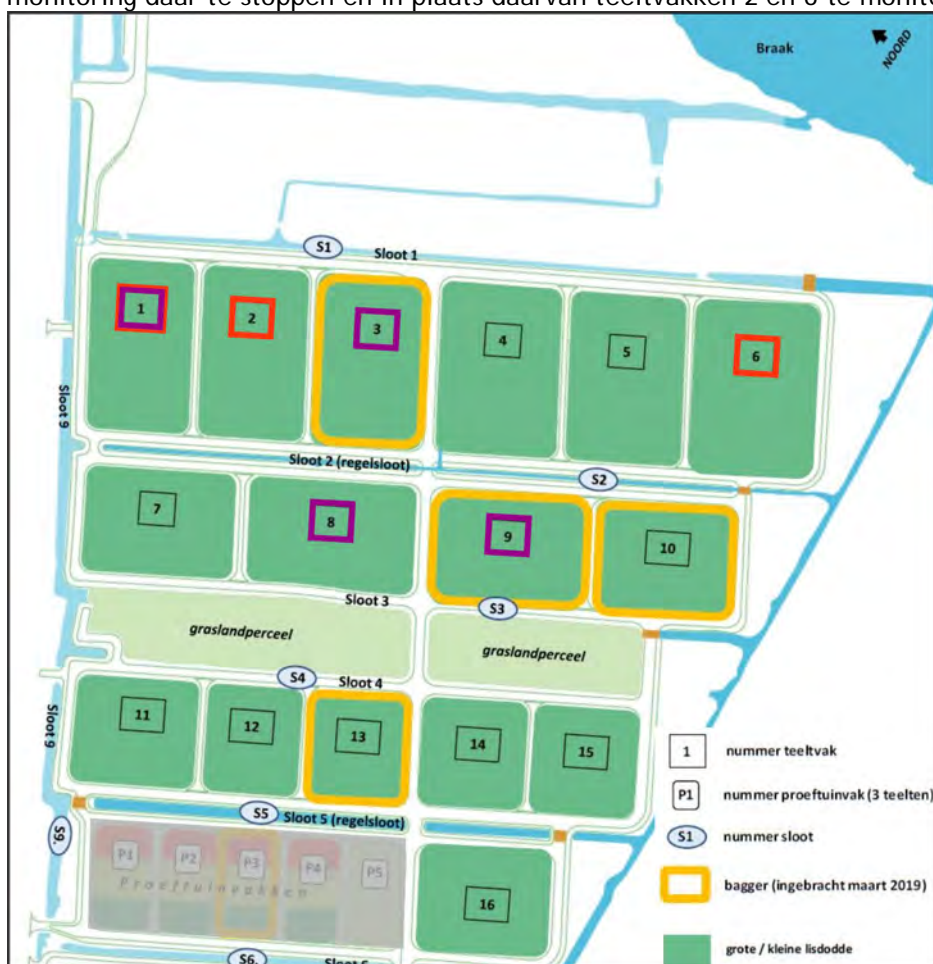 monitoring daar te stoppen en in plaats daarvan teeltvakken 2 en 6 te
Braak
NOORD
S1
Sloot 1
1
2
3
4
5
6
Sloot 9
Sloot 2 (regelsloot)
S2
7
8
9
10
Sloot 3
S3
graslandperceel
graslandperceel
S4
Sloot 4
Sloot 9
11
12
13
14
15
1 nummer teeltvak
P1 nummer proeftuinvak (3 teelten)
S1 nummer sloot
bagger (ingebracht maart 2019)
grote / kleine lisdodde
S5
Sloot 5 (regelsloot)
S9.
P1
P2
P3
P4
P5
Proeftuinvakken
16
S6.